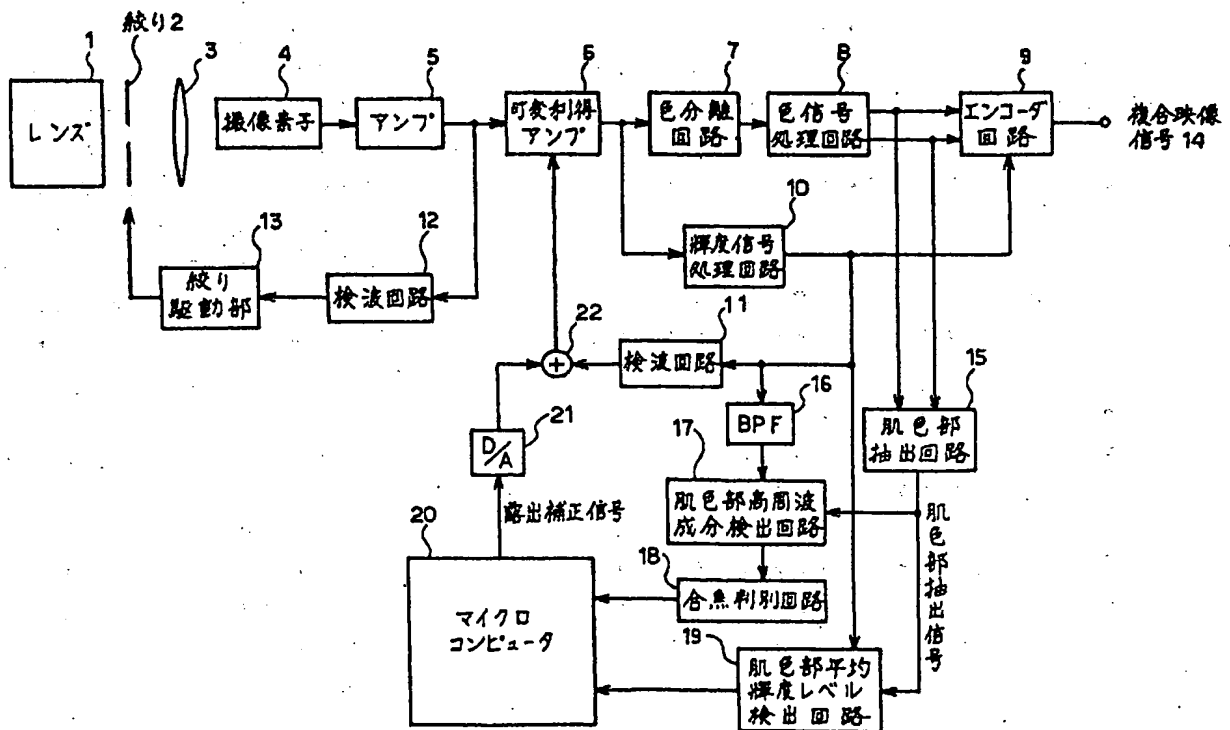 絞り2
1
3
4
5
6
7
8
9
レンズ
撮像素子
アンプ
可変利得
アンプ
色分離
回路
色信号
処理回路
エンコーダ
回路
複合映像
信号14
10
輝度信号
処理回路
13
絞り
駆動部
12
検波回路
22
+
11
検波回路
16
BPF
15
肌色部
抽出回路
21
D/A
17
肌色部高周波
成分検出回路
露出補正信号
20
マイクロ
コンピュータ
18
合焦判別回路
肌色部抽出信号
19
肌色部平均
輝度レベル
検出回路